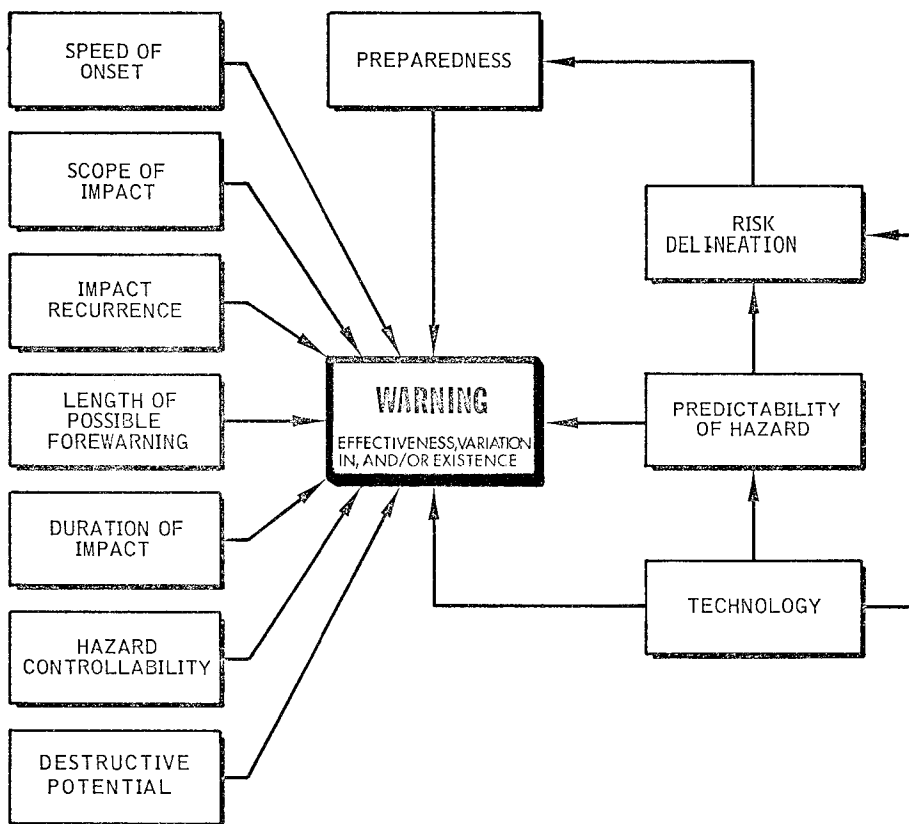 SPEED OF
ONSET
PREPAREDNESS
SCOPE OF
IMPACT
RISK
DELINEATION
IMPACT
RECURRENCE
WARNING
EFFECTIVENESS, VARIATION
IN, AND/OR EXISTENCE
LENGTH OF
POSSIBLE
FOREWARNING
PREDICTABILITY
OF HAZARD
DURATION OF
IMPACT
TECHNOLOGY
HAZARD
CONTROLLABILITY
DESTRUCTIVE
POTENTIAL